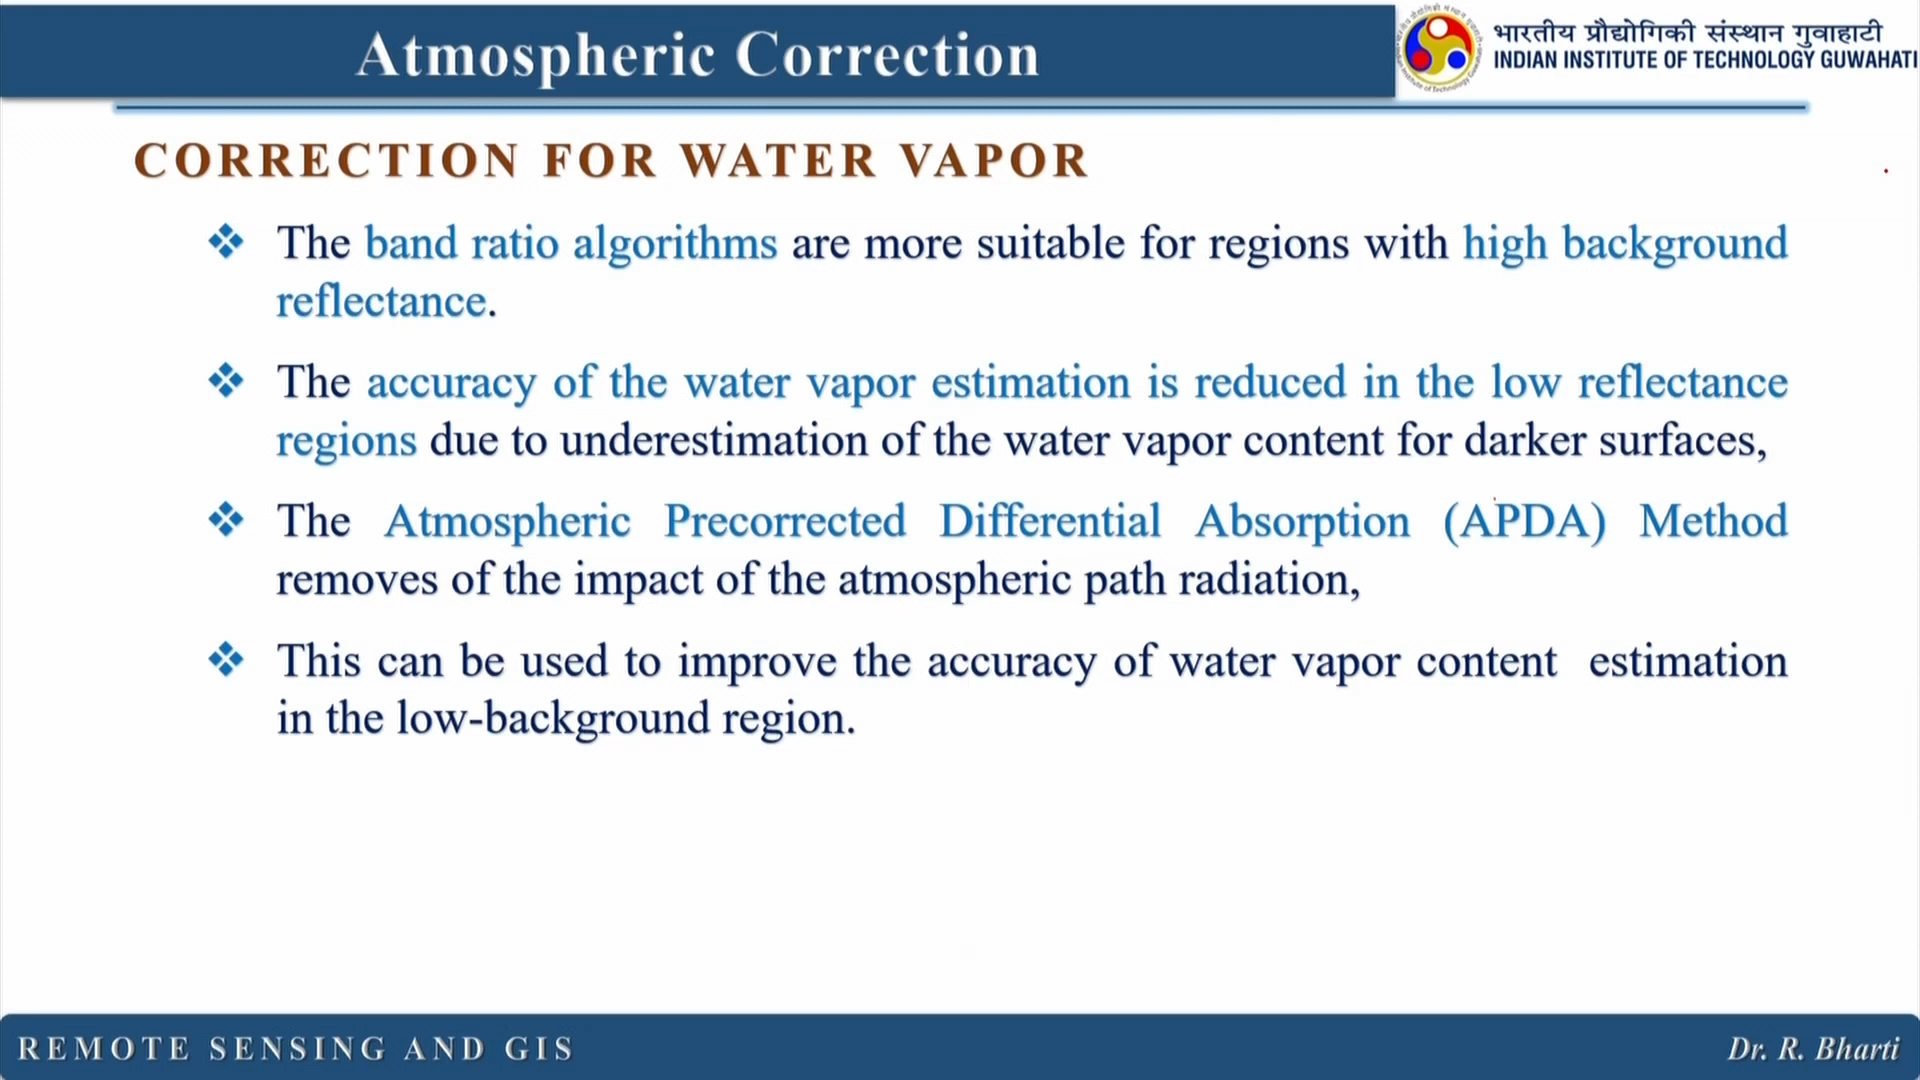 Atmospheric Correction
भारतीय प्रौद्योगिकी संस्थान गुवाहाटी
INDIAN INSTITUTE OF TECHNOLOGY GUWAHATI
CORRECTION FOR WATER VAPOR
The band ratio algorithms are more suitable for regions with high background
reflectance.
The accuracy of the water vapor estimation is reduced in the low reflectance
regions due to underestimation of the water vapor content for darker surfaces,
The Atmospheric Precorrected Differential Absorption (APDA) Method
removes of the impact of the atmospheric path radiation,
This can be used to improve the accuracy of water vapor content estimation
in the low-background region.
REMOTE SENSING AND GIS
Dr. R. Bharti